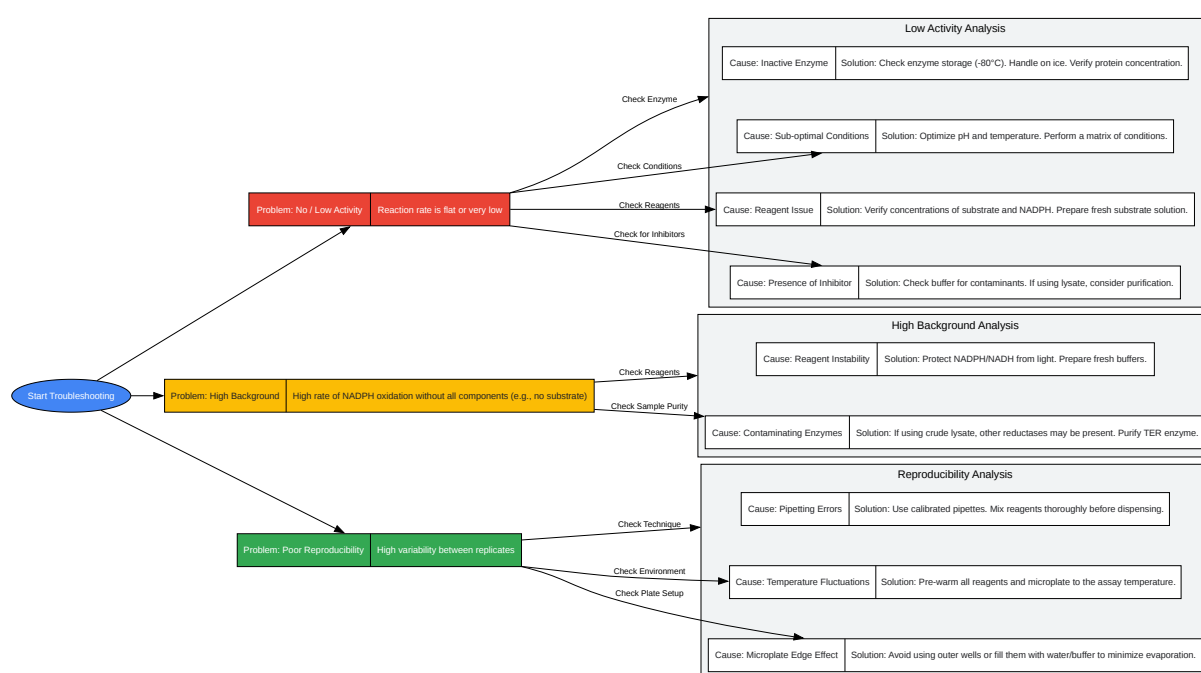 Low Activity Analysis
Cause: Inactive Enzyme
Solution: Check enzyme storage (-80°C). Handle on ice. Verify protein concentration.
Check Enzyme
Cause: Sub-optimal Conditions
Solution: Optimize pH and temperature. Perform a matrix of conditions.
Check Conditions
Problem: No / Low Activity
Reaction rate is flat or very low
Check Reagents
Cause: Reagent Issue
Solution: Verify concentrations of substrate and NADPH. Prepare fresh substrate solution.
Check for Inhibitors
Cause: Presence of Inhibitor
Solution: Check buffer for contaminants. If using lysate, consider purification.
High Background Analysis
Cause: Reagent Instability
Solution: Protect NADPH/NADH from light. Prepare fresh buffers.
Check Reagents
Start Troubleshooting
Problem: High Background
High rate of NADPH oxidation without all components (e.g., no substrate)
Check Sample Purity
Cause: Contaminating Enzymes
Solution: If using crude lysate, other reductases may be present. Purify TER enzyme.
Reproducibility Analysis
Cause: Pipetting Errors
Solution: Use calibrated pipettes. Mix reagents thoroughly before dispensing.
Check Technique
Problem: Poor Reproducibility
High variability between replicates
Check Environment
Cause: Temperature Fluctuations
Solution: Pre-warm all reagents and microplate to the assay temperature.
Check Plate Setup
Cause: Microplate Edge Effect
Solution: Avoid using outer wells or fill them with water/buffer to minimize evaporation.